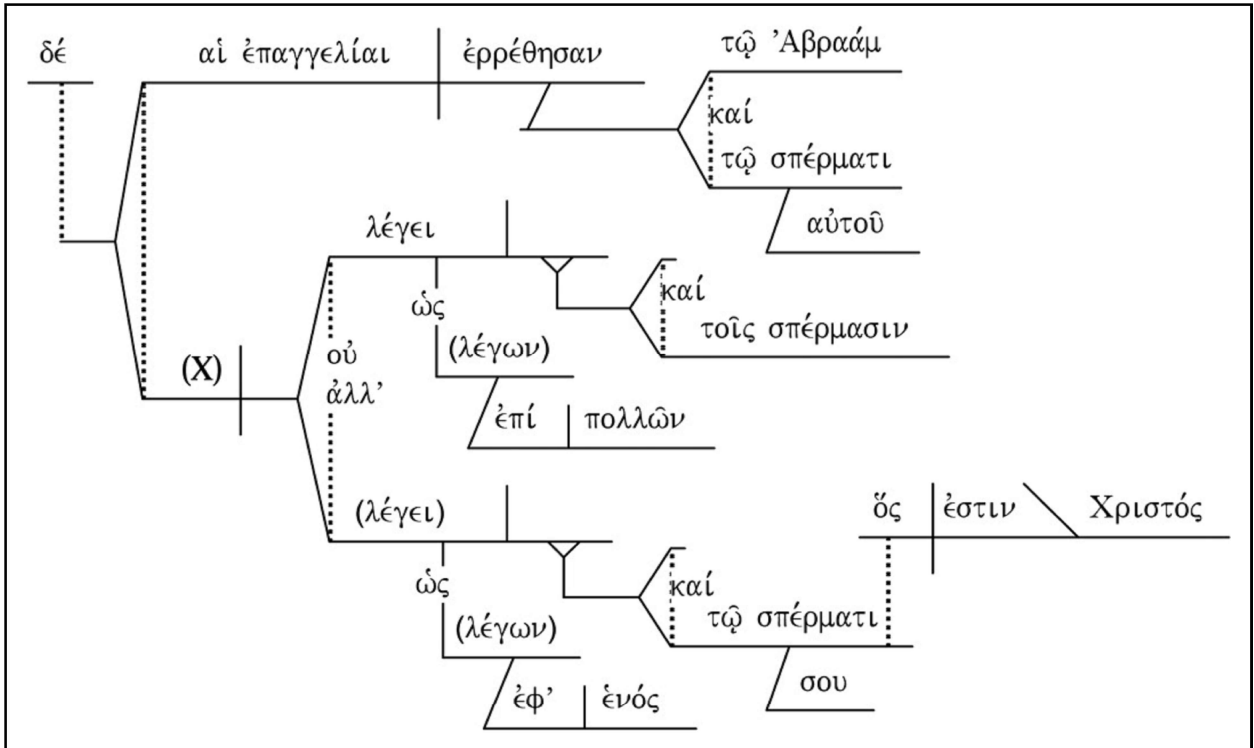 δέ αἱ ἐπαγγελίαι ἐρρέθησαν τῷ Ἀβραάμ
καί
τῷ σπέρματι
αὐτοῦ
λέγει
ὡς καί
τοῖς σπέρμασιν
(λέγων)
(X) οὐ
ἀλλ’
ἐπί πολλῶν
(λέγει) ὅς ἐστιν Χριστός
ὡς καί
τῷ σπέρματι
(λέγων)
σου
ἐφ’ ἑνός